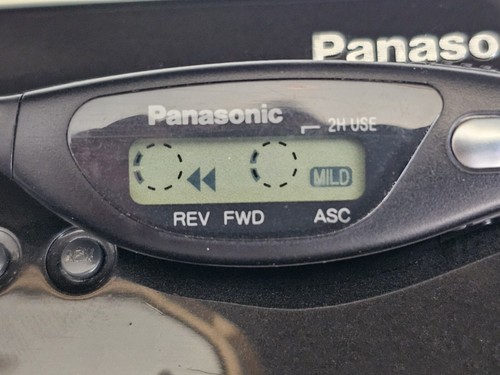 Panaso
Panasonic
2H USE
MILD
REV FWD ASC